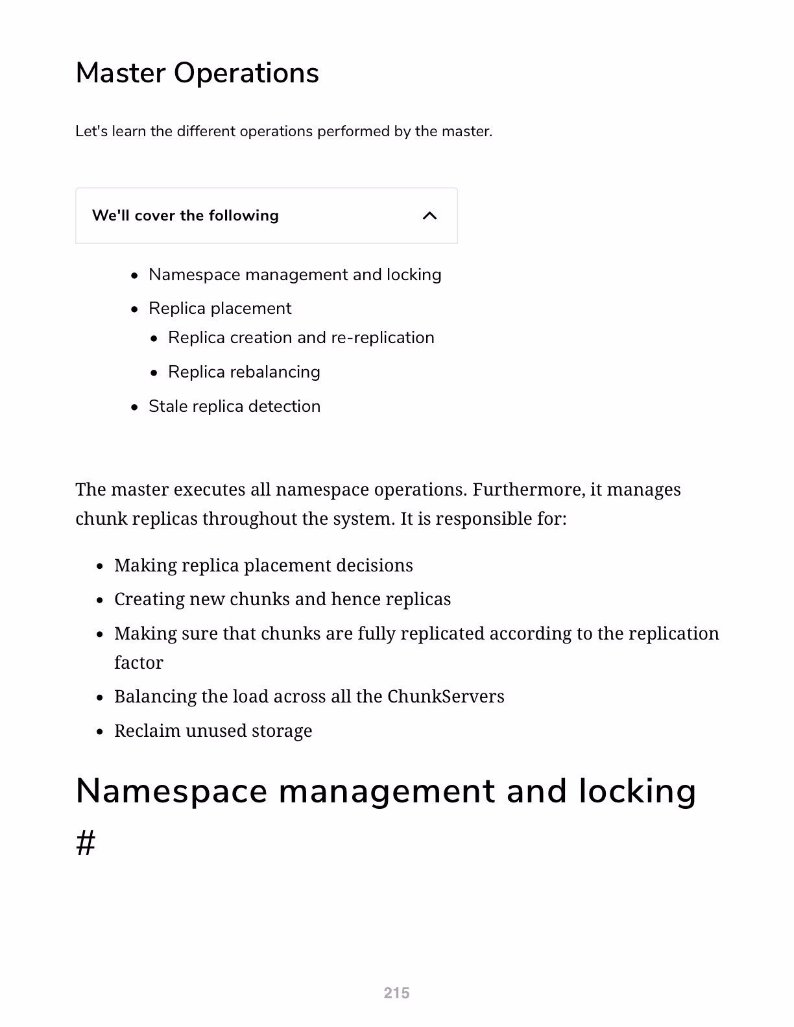 Master Operations
Let's learn the different operations performed by the master.
We'll cover the following
• Namespace management and locking
• Replica placement
• Replica creation and re-replication
• Replica rebalancing
• Stale replica detection
The master executes all namespace operations. Furthermore, it manages
chunk replicas throughout the system. It is responsible for:
• Making replica placement decisions
• Creating new chunks and hence replicas
• Making sure that chunks are fully replicated according to the replication
factor
• Balancing the load across all the ChunkServers
• Reclaim unused storage
Namespace management and locking
#
215